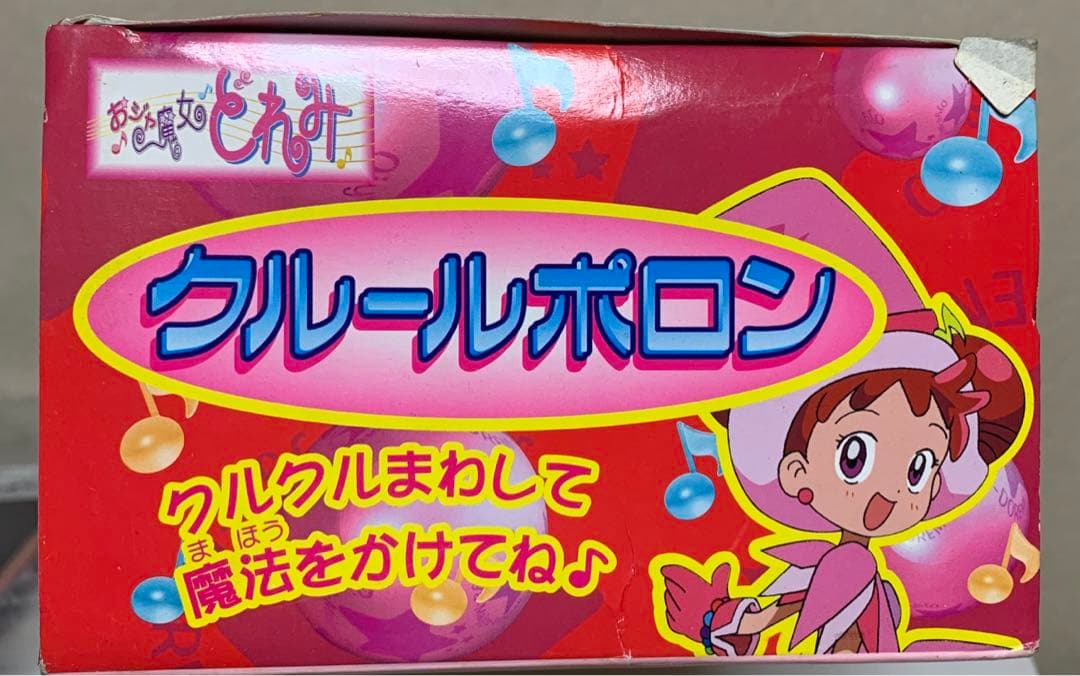 おジャ魔女どれみ
クルールポロン
クルクルまわして
ま ほう
魔法をかけてね♪